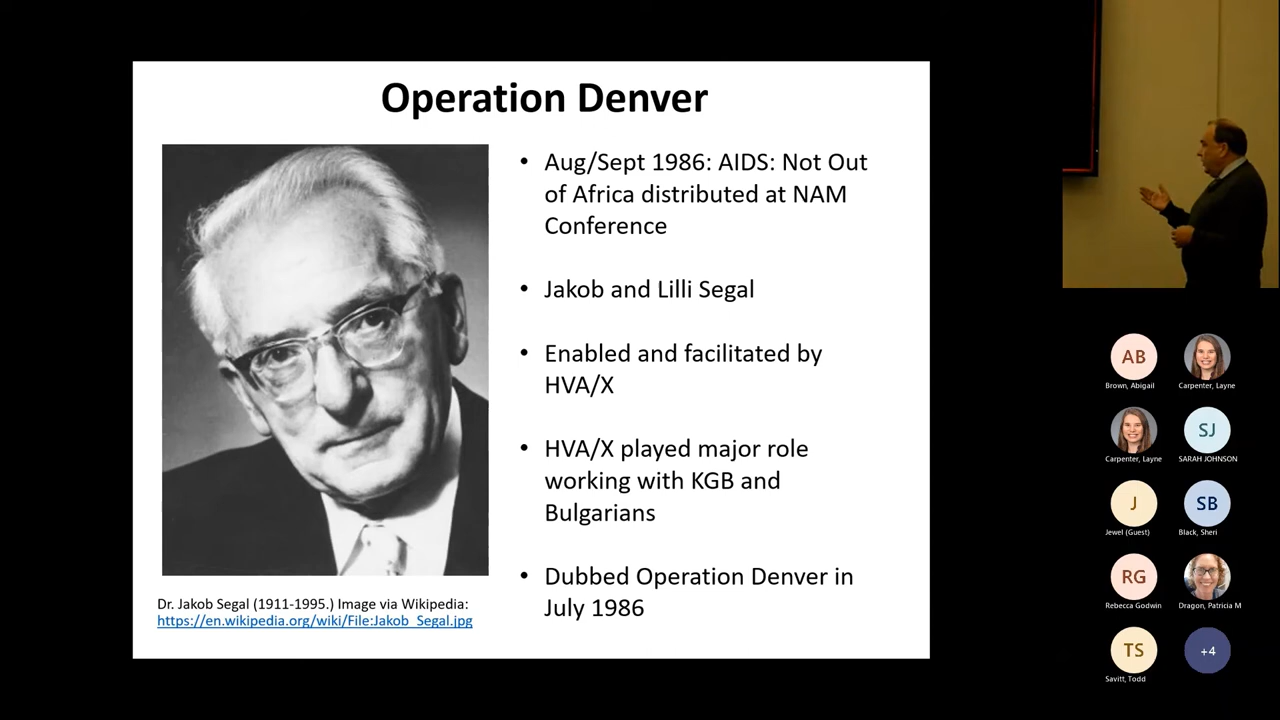 Operation Denver
• Aug/Sept 1986: AIDS: Not Out
of Africa distributed at NAM
Conference
• Jakob and Lilli Segal
• Enabled and facilitated by
HVA/X
• HVA/X played major role
working with KGB and
Bulgarians
• Dubbed Operation Denver in
July 1986
Dr. Jakob Segal (1911-1995.) Image via Wikipedia:
https://en.wikipedia.org/wiki/File:Jakob_Segal.jpg
AB
Brown, Abigail
Carpenter, Layne
Carpenter, Layne
SJ
SARAH JOHNSON
J
Jewel (Guest)
SB
Black, Sheri
RG
Rebecca Godwin
Dragon, Patricia M
TS
Savitt, Todd
+4